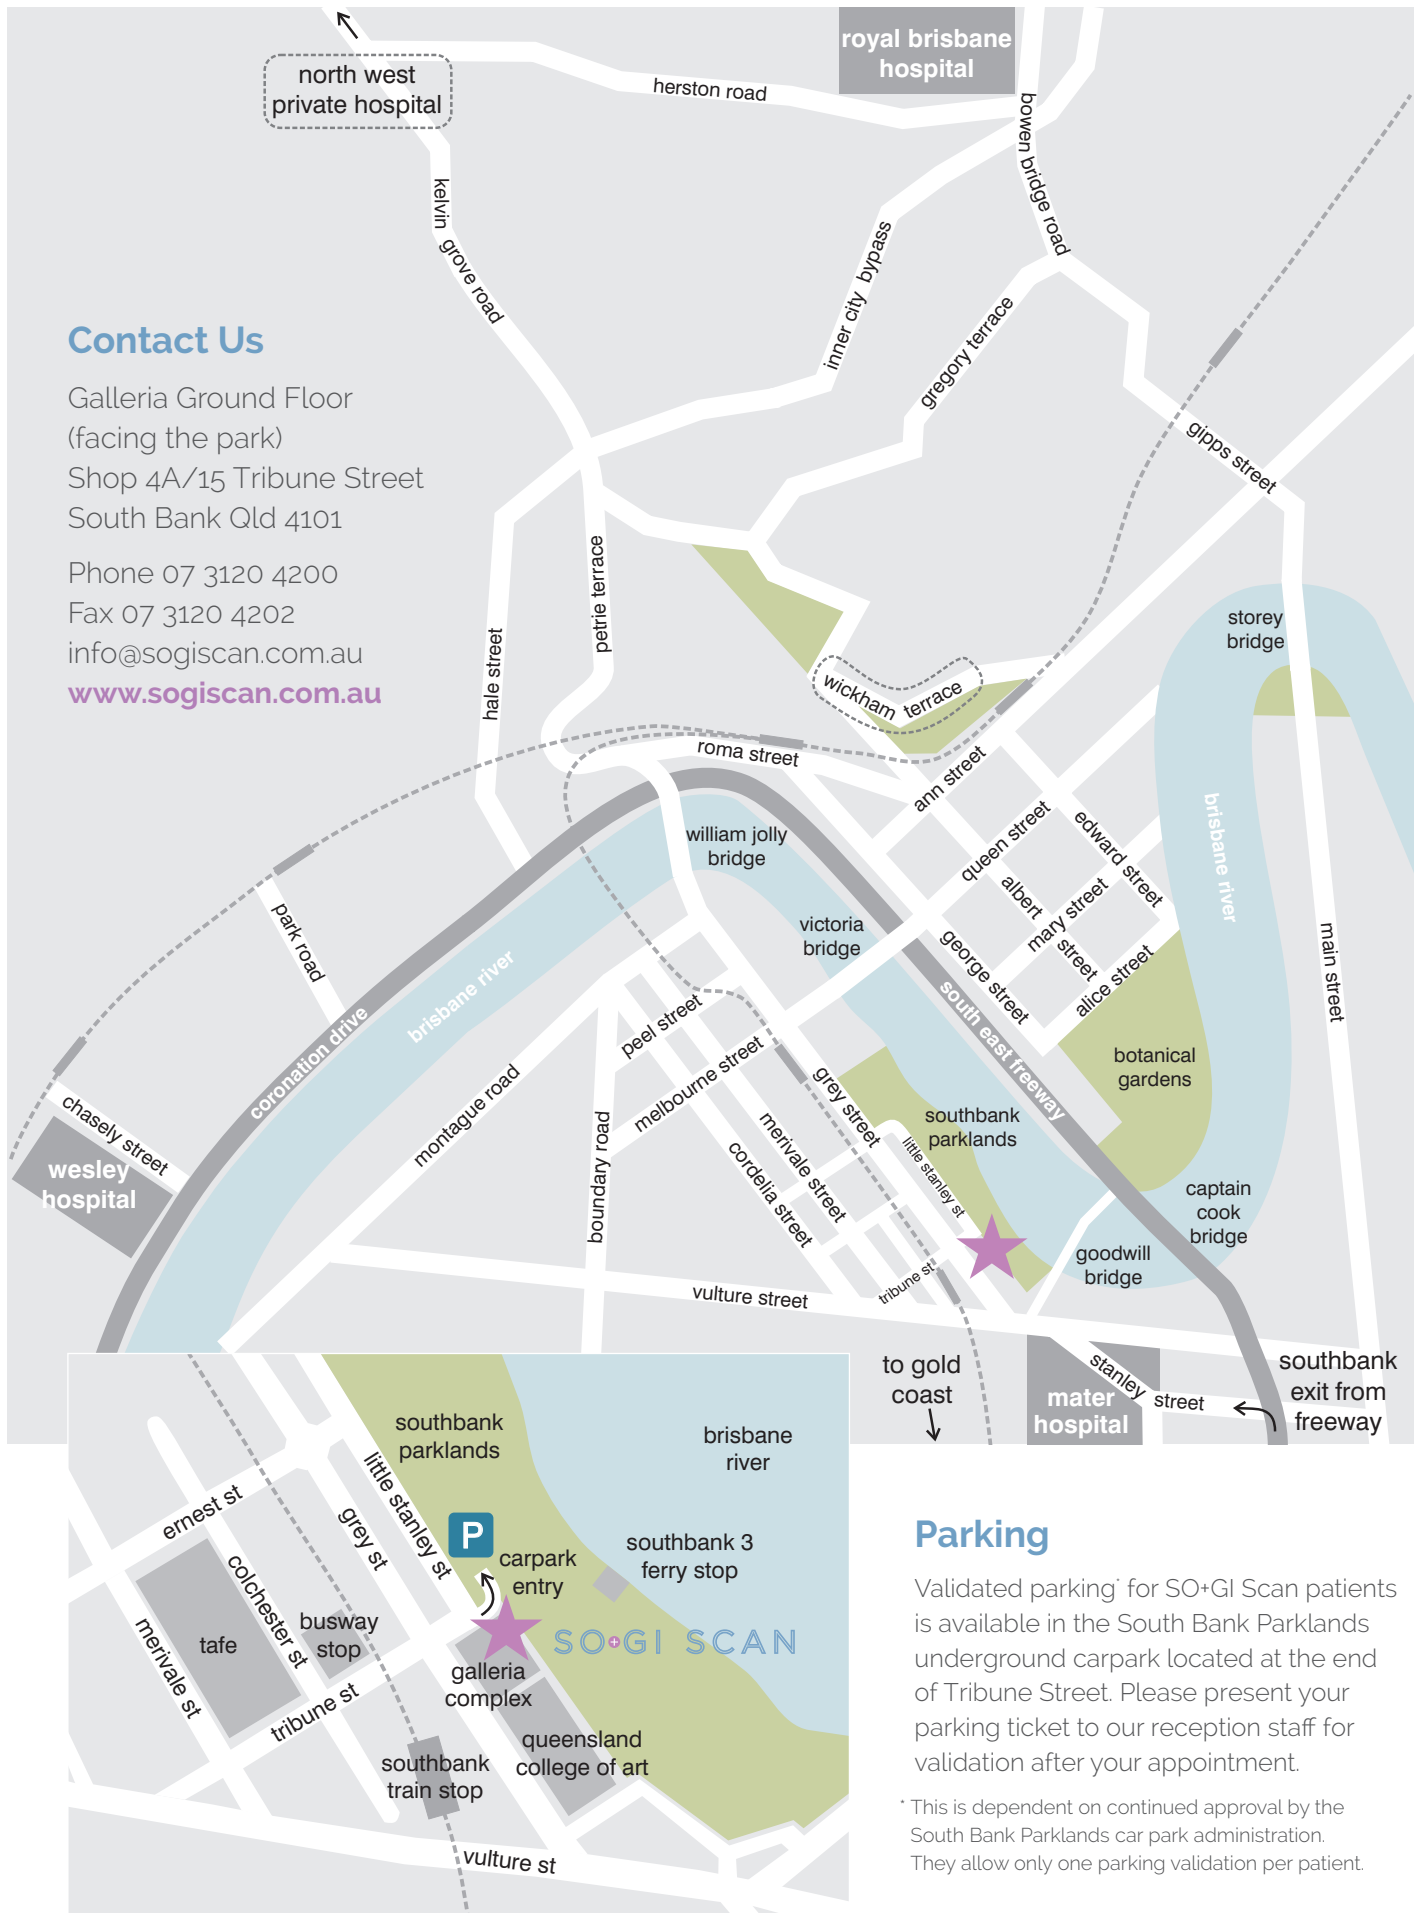 royal brisbane
hospital
north west
private hospital
herston road
bowen bridge road
kelvin grove road
inner city bypass
gregory terrace
gipps street
Contact Us
Galleria Ground Floor
(facing the park)
Shop 4A/15 Tribune Street
South Bank Qld 4101
Phone 07 3120 4200
Fax 07 3120 4202
info@sogiscan.com.au
www.sogiscan.com.au
petrie terrace
hale street
storey
bridge
wickham terrace
roma street
ann street
queen street
edward street
albert street
mary street
george street
alice street
brisbane river
main street
william jolly
bridge
victoria
bridge
park road
brisbane river
coronation drive
south east freeway
peel street
melbourne street
grey street
montague road
boundary road
merivale street
cordelia street
little stanley st
southbank
parklands
botanical
gardens
captain
cook
bridge
goodwill
bridge
chasely street
wesley
hospital
tribune st
vulture street
to gold
coast
stanley street
mater
hospital
southbank
exit from
freeway
southbank
parklands
brisbane
river
little stanley st
ernest st
grey st
P
carpark
entry
southbank 3
ferry stop
colchester st
busway
stop
tafe
merivale st
SO+GI SCAN
galleria
complex
tribune st
queensland
college of art
southbank
train stop
vulture st
Parking
Validated parking* for SO+GI Scan patients
is available in the South Bank Parklands
underground carpark located at the end
of Tribune Street. Please present your
parking ticket to our reception staff for
validation after your appointment.
* This is dependent on continued approval by the
South Bank Parklands car park administration.
They allow only one parking validation per patient.